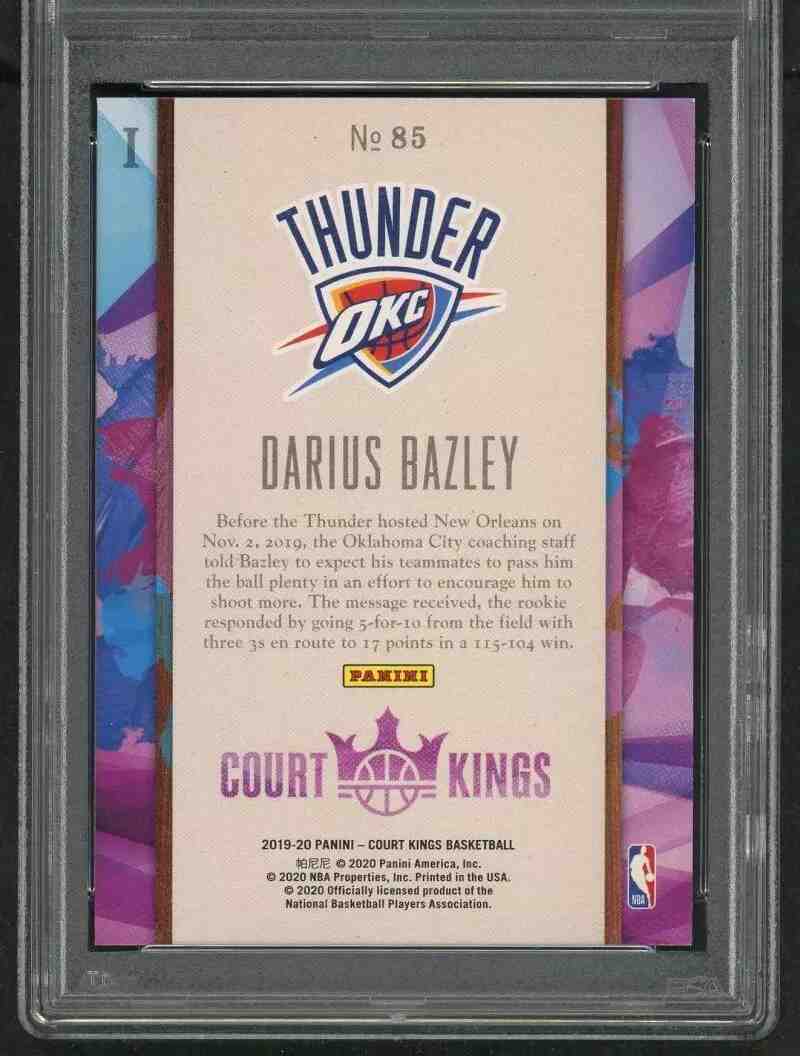 I
№ 85
THUNDER
OKC
DARIUS BAZLEY
Before the Thunder hosted New Orleans on
Nov. 2, 2019, the Oklahoma City coaching staff
told Bazley to expect his teammates to pass him
the ball plenty in an effort to encourage him to
shoot more. The message received, the rookie
responded by going 5-for-10 from the field with
three 3s en route to 17 points in a 115-104 win.
PANINI
COURT KINGS
2019-20 PANINI – COURT KINGS BASKETBALL
帕尼尼 © 2020 Panini America, Inc.
© 2020 NBA Properties, Inc. Printed in the USA.
© 2020 Officially licensed product of the
National Basketball Players Association.
NBA